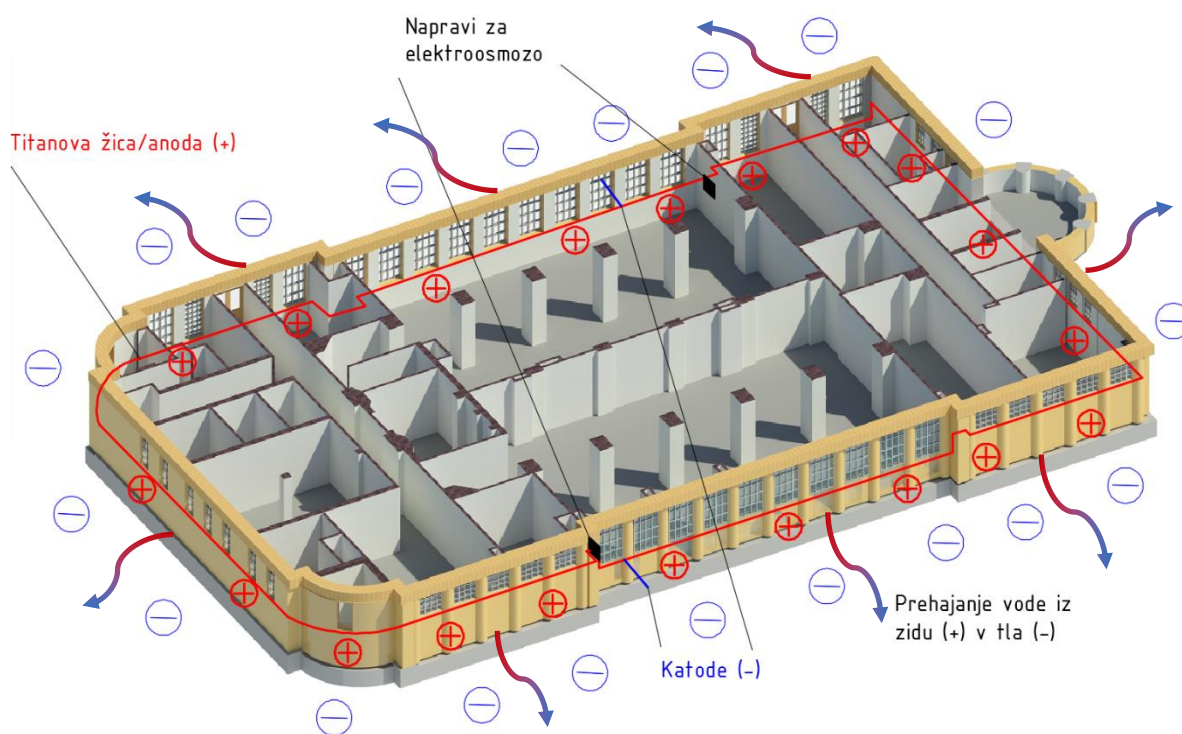 Napravi za
elektroosmozo
Titanova žica/anoda (+)
Prehajanje vode iz
zidu (+) v tla (-)
Katode (-)